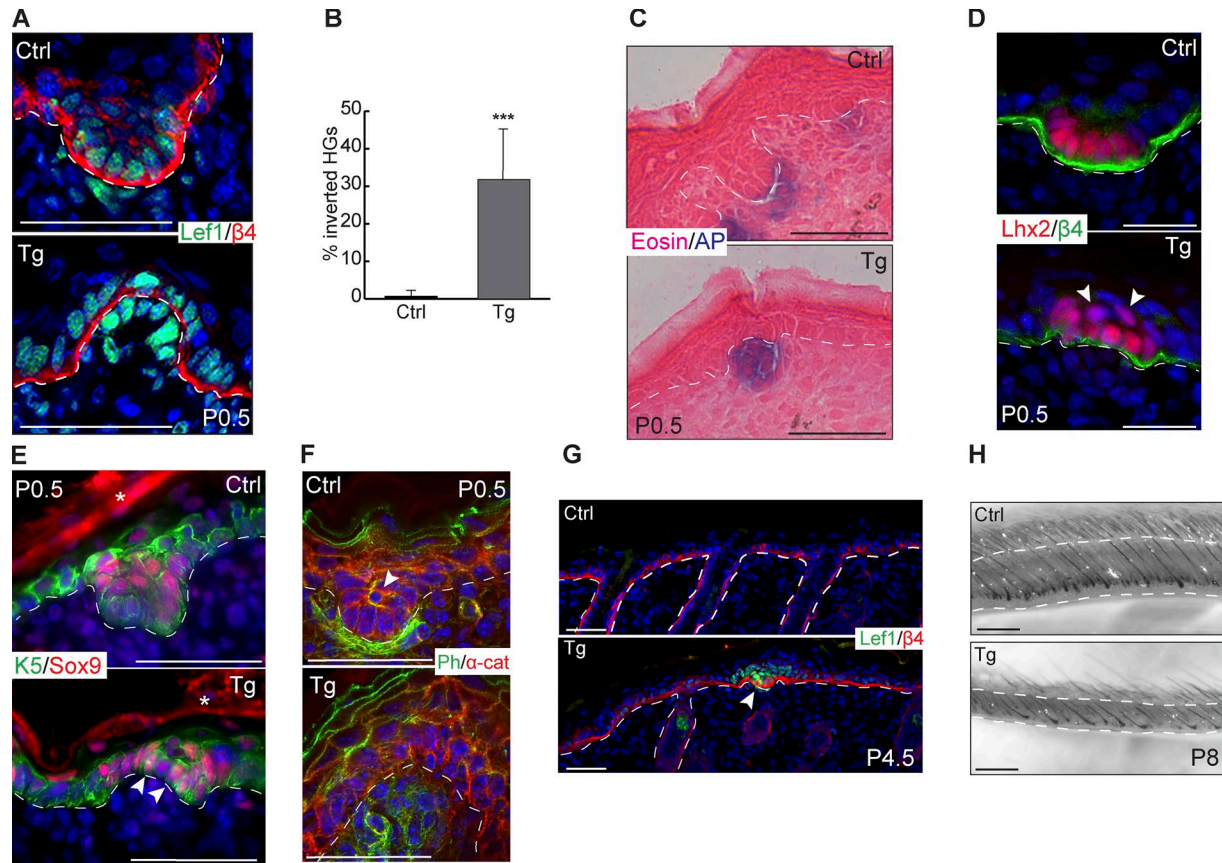 A
B
C
D
Ctrl
Lef1/β4
Tg
P0.5
% inverted HGs
50
40
30
20
10
0
***
Ctrl
Tg
Ctrl
Eosin/AP
Tg
P0.5
Ctrl
Lhx2/β4
Tg
P0.5
E
F
G
H
P0.5
Ctrl
*
K5/Sox9
Tg
*
Ctrl
P0.5
Ph/α-cat
Tg
Ctrl
Lef1/β4
Tg
P4.5
Ctrl
Tg
P8